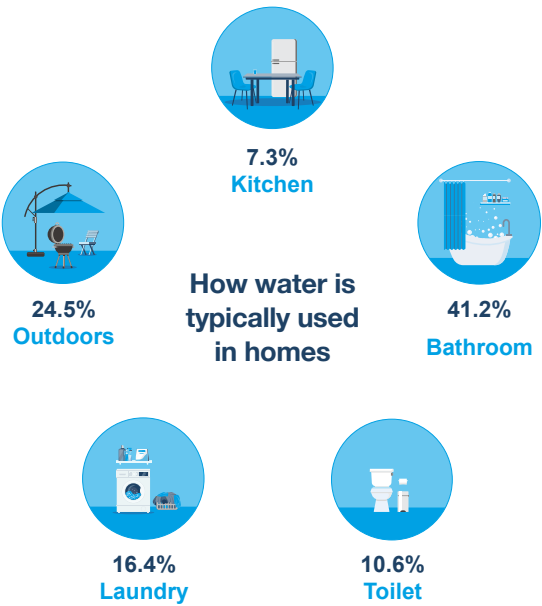 7.3%
Kitchen
24.5%
Outdoors
How water is
typically used
in homes
41.2%
Bathroom
16.4%
Laundry
10.6%
Toilet